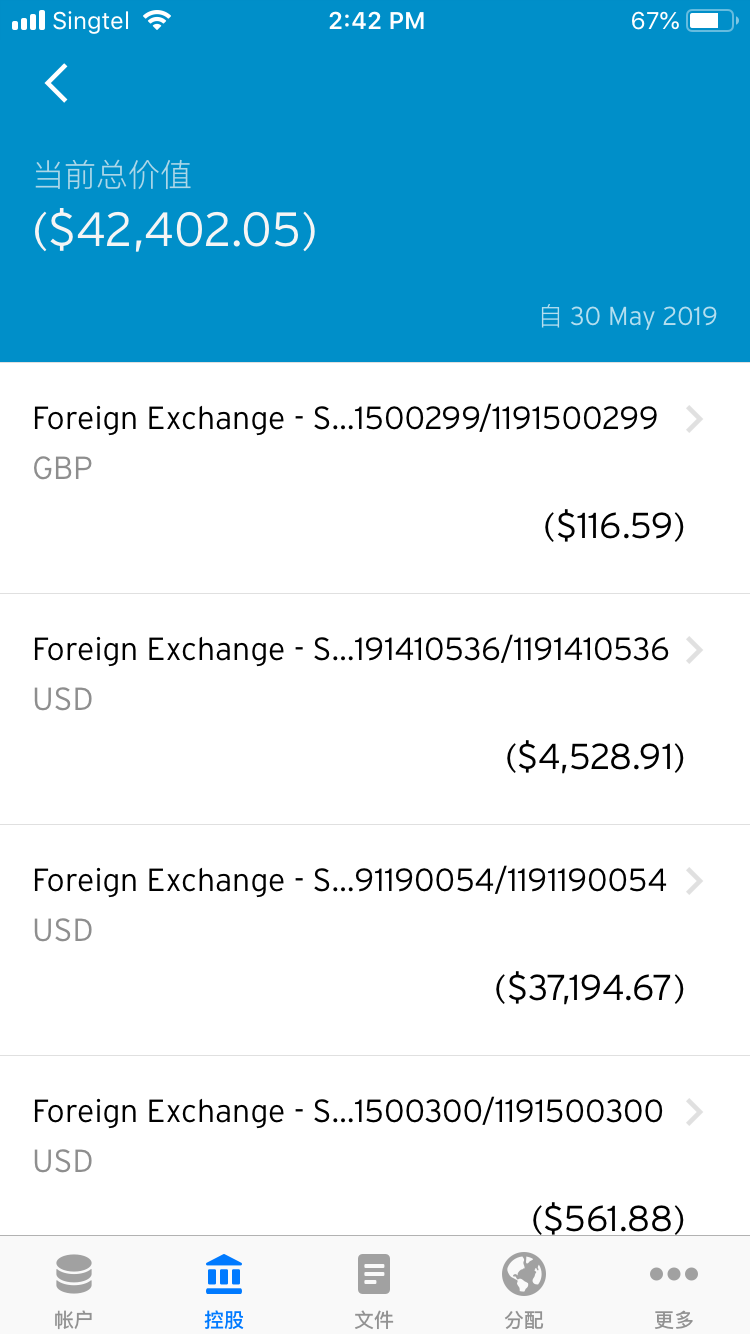 Singtel 2:42 PM 67%
当前总价值
($42,402.05)
自 30 May 2019
Foreign Exchange - S...1500299/1191500299
GBP
($116.59)
Foreign Exchange - S...191410536/1191410536
USD
($4,528.91)
Foreign Exchange - S...91190054/1191190054
USD
($37,194.67)
Foreign Exchange - S...1500300/1191500300
USD
($561.88)
帐户 控股 文件 分配 更多